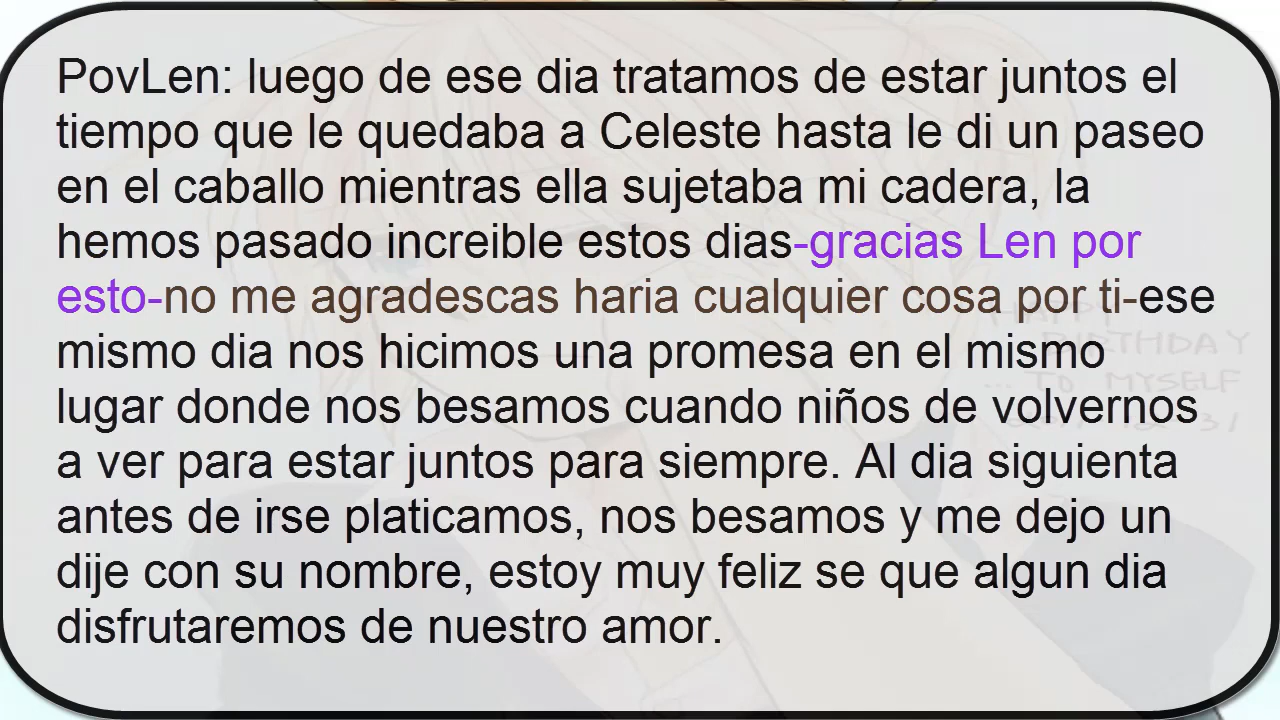 PovLen: luego de ese dia tratamos de estar juntos el
tiempo que le quedaba a Celeste hasta le di un paseo
en el caballo mientras ella sujetaba mi cadera, la
hemos pasado increible estos dias-gracias Len por
esto-no me agradescas haria cualquier cosa por ti-ese
mismo dia nos hicimos una promesa en el mismo
lugar donde nos besamos cuando niños de volvernos
a ver para estar juntos para siempre. Al dia siguienta
antes de irse platicamos, nos besamos y me dejo un
dije con su nombre, estoy muy feliz se que algun dia
disfrutaremos de nuestro amor.
HAPPY
BIRTHDAY
... TO MYSELF